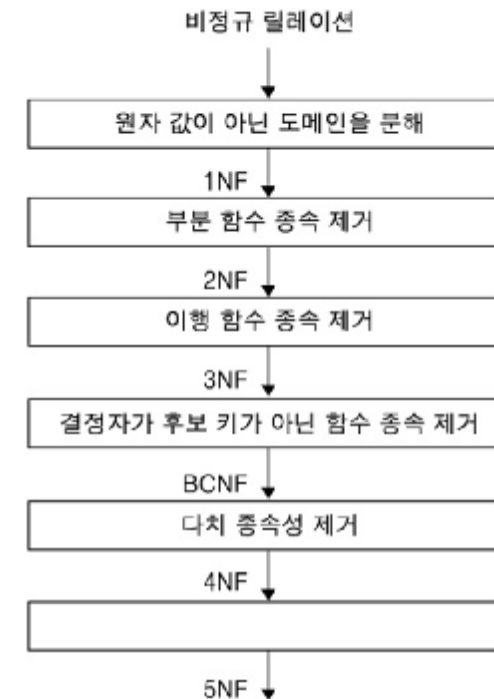 비정규 릴레이션
원자 값이 아닌 도메인을 분해
1NF
부분 함수 종속 제거
2NF
이행 함수 종속 제거
3NF
결정자가 후보 키가 아닌 함수 종속 제거
BCNF
다치 종속성 제거
4NF
5NF